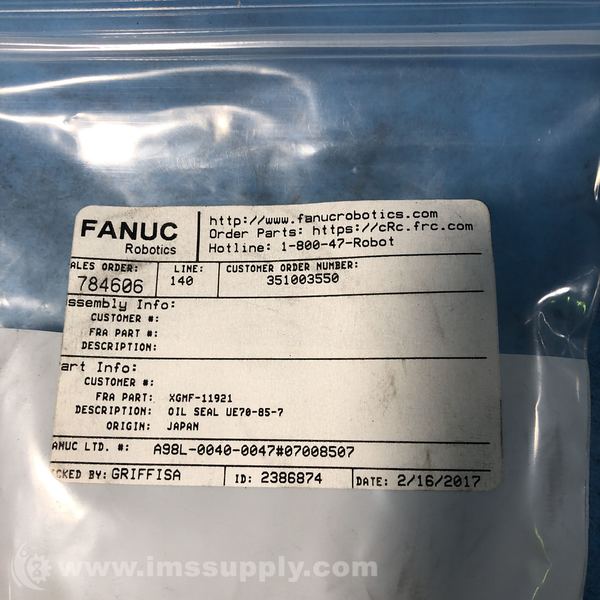 FANUC
Robotics
http://www.fanucrobotics.com
Order Parts: https://cRc.frc.com
Hotline: 1-800-47-Robot
ALES ORDER: LINE: CUSTOMER ORDER NUMBER:
784606 140 351003550
ssembly Info:
CUSTOMER #:
FRA PART #:
DESCRIPTION:
art Info:
CUSTOMER #:
FRA PART: XGMF-11921
DESCRIPTION: OIL SEAL UE70-85-7
ORIGIN: JAPAN
ANUC LTD. #: A98L-0040-0047#07008507
CKED BY: GRIFFISA ID: 2386874 DATE: 2/16/2017
www.imssupply.com